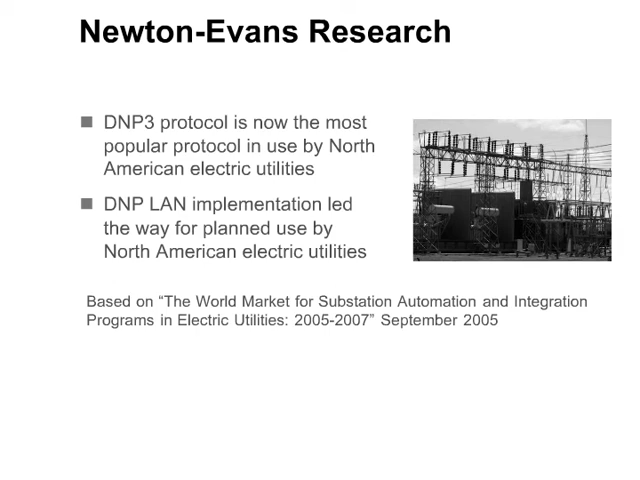 Newton-Evans Research
DNP3 protocol is now the most
popular protocol in use by North
American electric utilities
DNP LAN implementation led
the way for planned use by
North American electric utilities
Based on “The World Market for Substation Automation and Integration
Programs in Electric Utilities: 2005-2007” September 2005